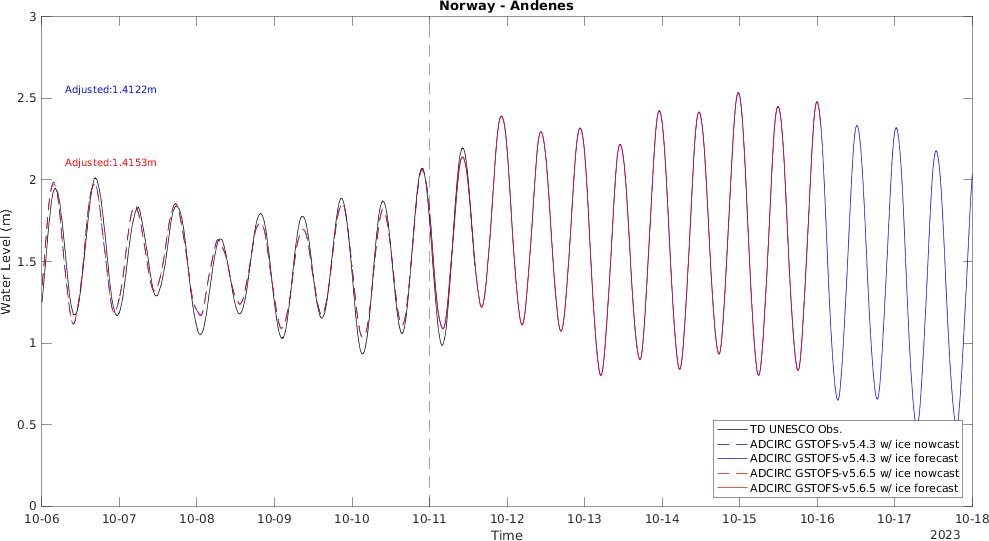 Norway - Andenes
3
2.5
2
1.5
1
0.5
0
Water Level (m)
Adjusted:1.4122m
Adjusted:1.4153m
TD UNESCO Obs.
ADCIRC GSTOFS-v5.4.3 w/ ice nowcast
ADCIRC GSTOFS-v5.4.3 w/ ice forecast
ADCIRC GSTOFS-v5.6.5 w/ ice nowcast
ADCIRC GSTOFS-v5.6.5 w/ ice forecast
10-06 10-07 10-08 10-09 10-10 10-11 10-12 10-13 10-14 10-15 10-16 10-17 10-18
Time
2023